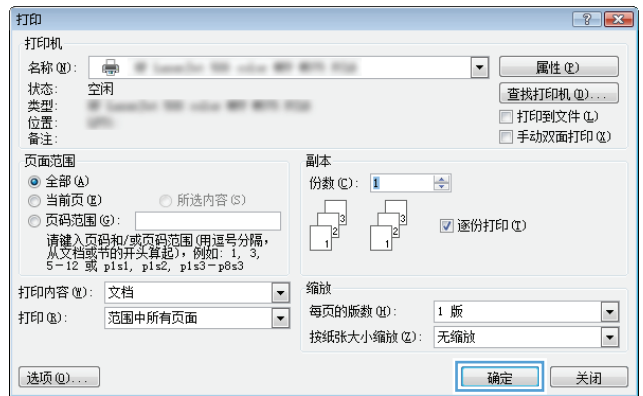 打印
打印机
名称(N):
属性(P)
状态: 空闲
查找打印机(D)...
类型:
位置:
打印到文件(L)
备注:
手动双面打印(X)
页面范围
副本
全部(A)
份数(C): 1
当前页(E) 所选内容(S)
页码范围(G):
逐份打印(T)
请键入页码和/或页码范围(用逗号分隔，
从文档或节的开头算起)，例如: 1, 3,
5-12 或 p1s1, p1s2, p1s3-p8s3
3
2
1
3
2
1
打印内容(W): 文档
缩放
打印(R): 范围中所有页面
每页的版数(H): 1 版
按纸张大小缩放(Z): 无缩放
选项(O)...
确定
关闭